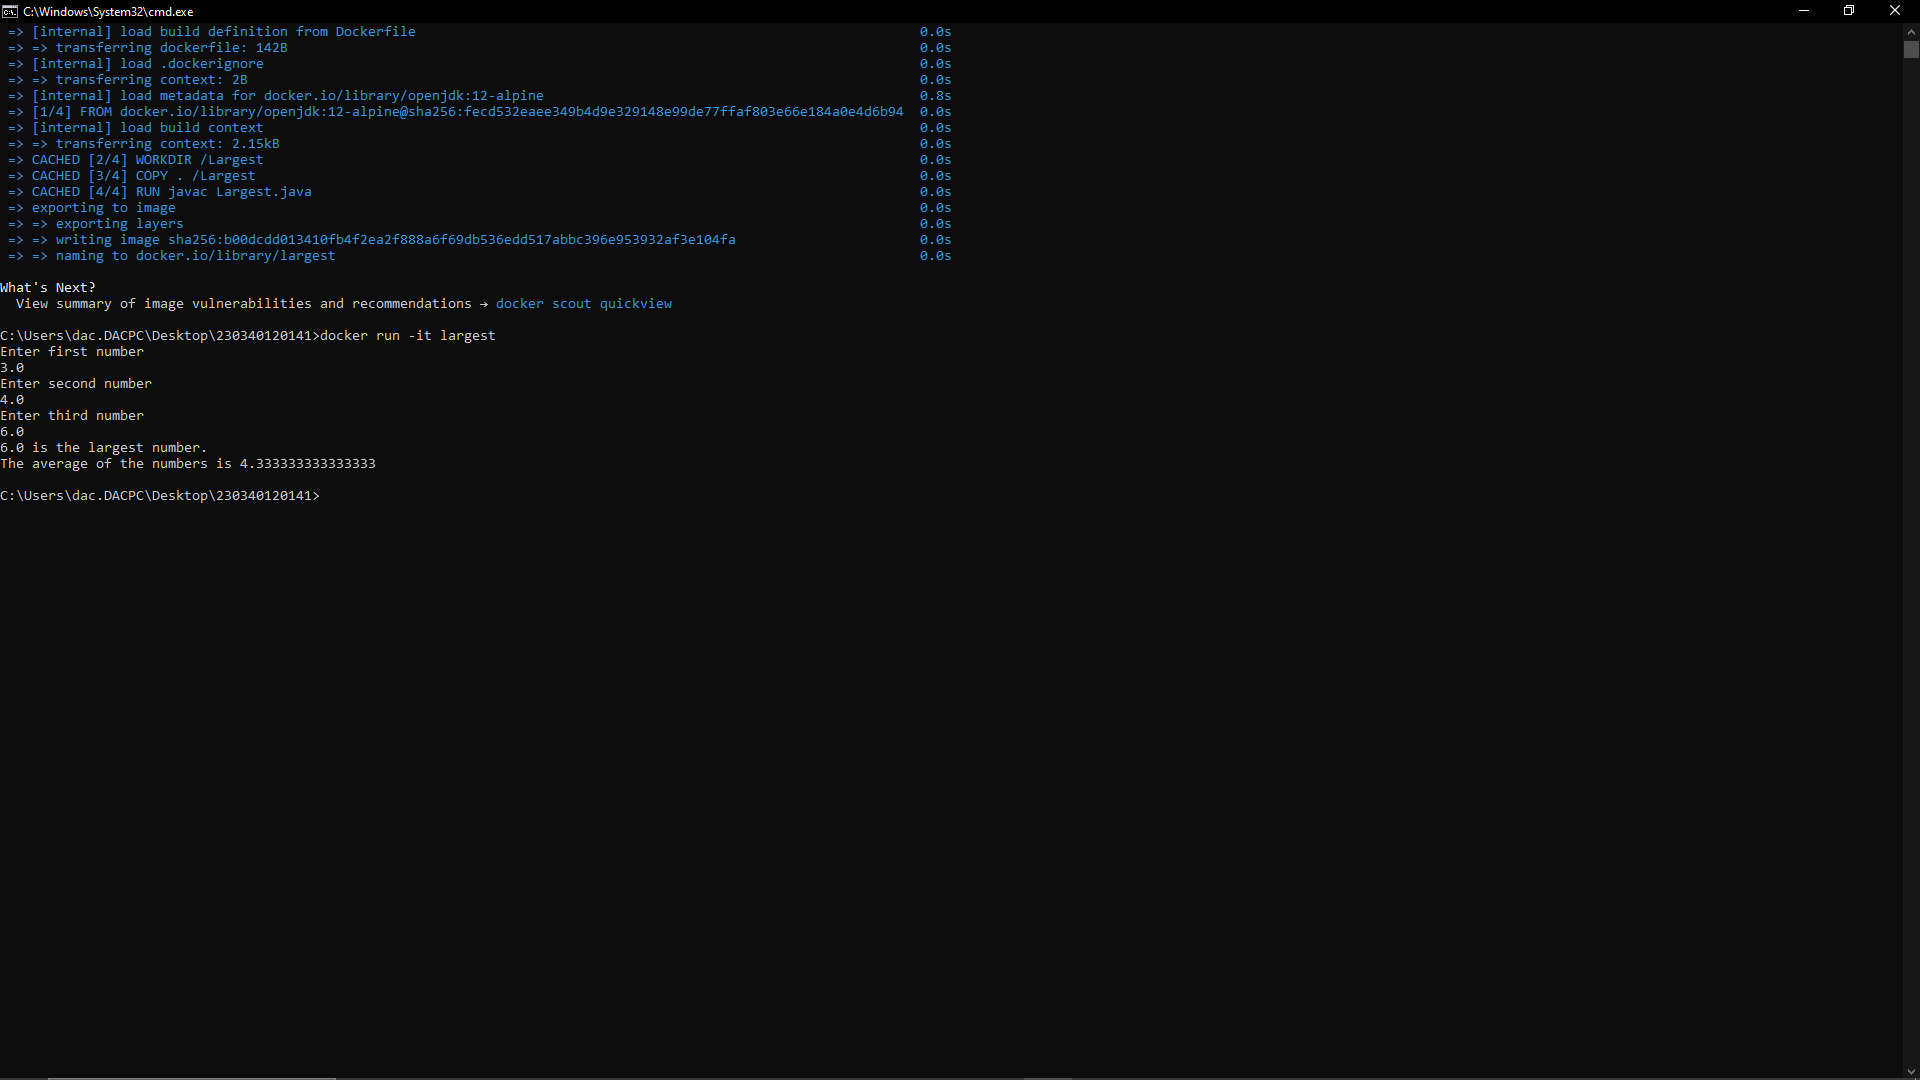 C:\Windows\System32\cmd.exe
=> [internal] load build definition from Dockerfile 0.0s
=> => transferring dockerfile: 142B 0.0s
=> [internal] load .dockerignore 0.0s
=> => transferring context: 2B 0.0s
=> [internal] load metadata for docker.io/library/openjdk:12-alpine 0.8s
=> [1/4] FROM docker.io/library/openjdk:12-alpine@sha256:fecd532eaee349b4d9e329148e99de77ffaf803e66e184a0e4d6b94 0.0s
=> [internal] load build context 0.0s
=> => transferring context: 2.15kB 0.0s
=> CACHED [2/4] WORKDIR /Largest 0.0s
=> CACHED [3/4] COPY . /Largest 0.0s
=> CACHED [4/4] RUN javac Largest.java 0.0s
=> exporting to image 0.0s
=> => exporting layers 0.0s
=> => writing image sha256:b00dcdd013410fb4f2ea2f888a6f69db536edd517abbc396e953932af3e104fa 0.0s
=> => naming to docker.io/library/largest 0.0s
What's Next?
View summary of image vulnerabilities and recommendations → docker scout quickview
C:\Users\dac.DACPC\Desktop\230340120141>docker run -it largest
Enter first number
3.0
Enter second number
4.0
Enter third number
6.0
6.0 is the largest number.
The average of the numbers is 4.333333333333333
C:\Users\dac.DACPC\Desktop\230340120141>